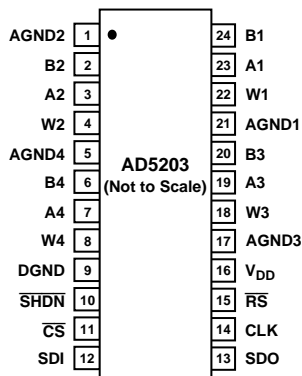 AGND2 1 24 B1
B2 2 23 A1
A2 3 22 W1
W2 4 21 AGND1
AGND4 5 20 B3
B4 6 19 A3
A4 7 18 W3
W4 8 17 AGND3
DGND 9 16 VDD
SHDN 10 15 RS
CS 11 14 CLK
SDI 12 13 SDO
AD5203
(Not to Scale)